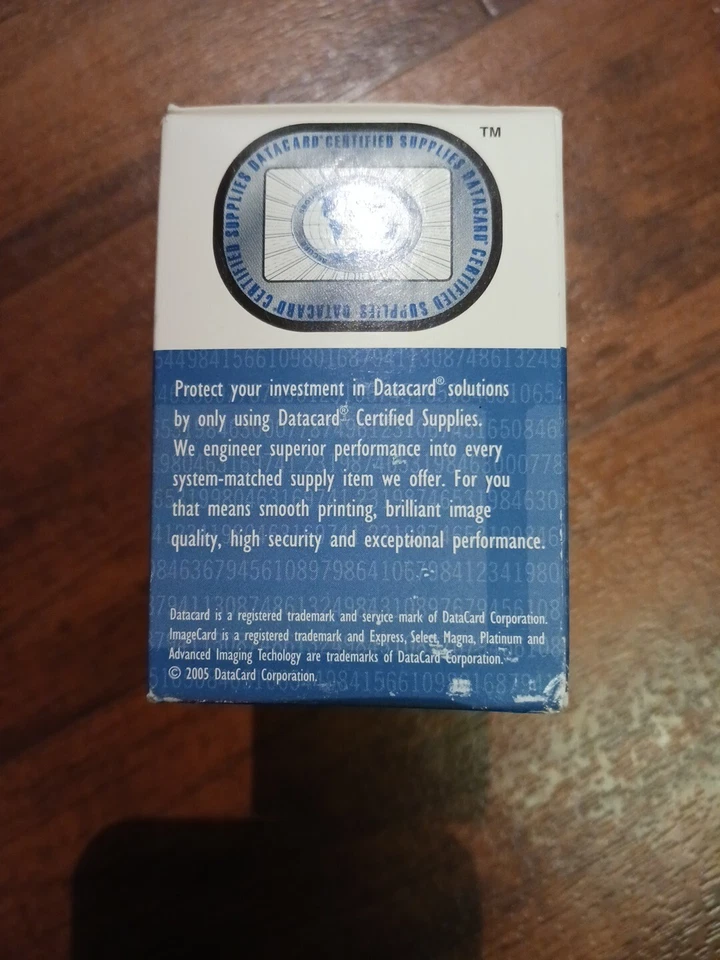 TM
DATACARD® CERTIFIED SUPPLIES DATACARD® CERTIFIED SUPPLIES DATACARD® CERTIFIED SUPPLIES
Protect your investment in Datacard® solutions
by only using Datacard® Certified Supplies.
We engineer superior performance into every
system-matched supply item we offer. For you
that means smooth printing, brilliant image
quality, high security and exceptional performance.
Datacard is a registered trademark and service mark of DataCard Corporation.
ImageCard is a registered trademark and Express, Select, Magna, Platinum and
Advanced Imaging Techology are trademarks of DataCard Corporation.
© 2005 DataCard Corporation.